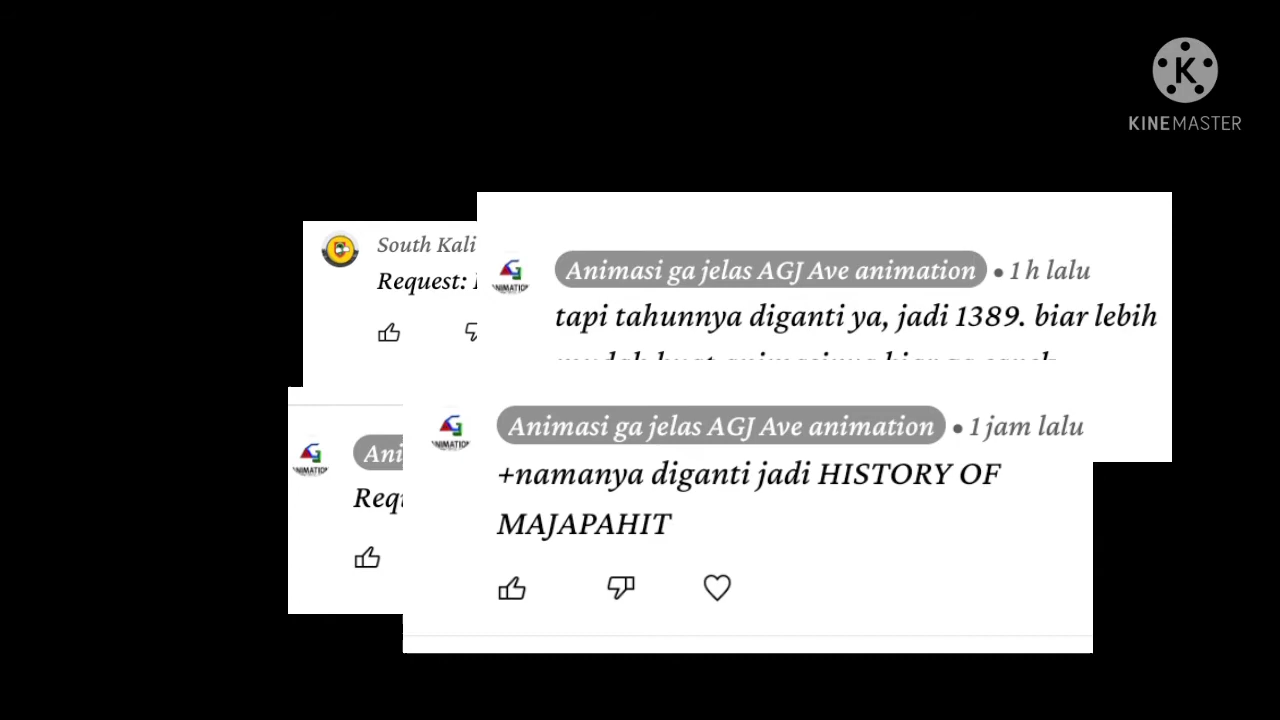 KINEMASTER
South Kali
Request:
Animasi ga jelas AGJ Ave animation • 1 h lalu
tapi tahunnya diganti ya, jadi 1389. biar lebih
Ani
Requ
Animasi ga jelas AGJ Ave animation • 1 jam lalu
+namanya diganti jadi HISTORY OF
MAJAPAHIT